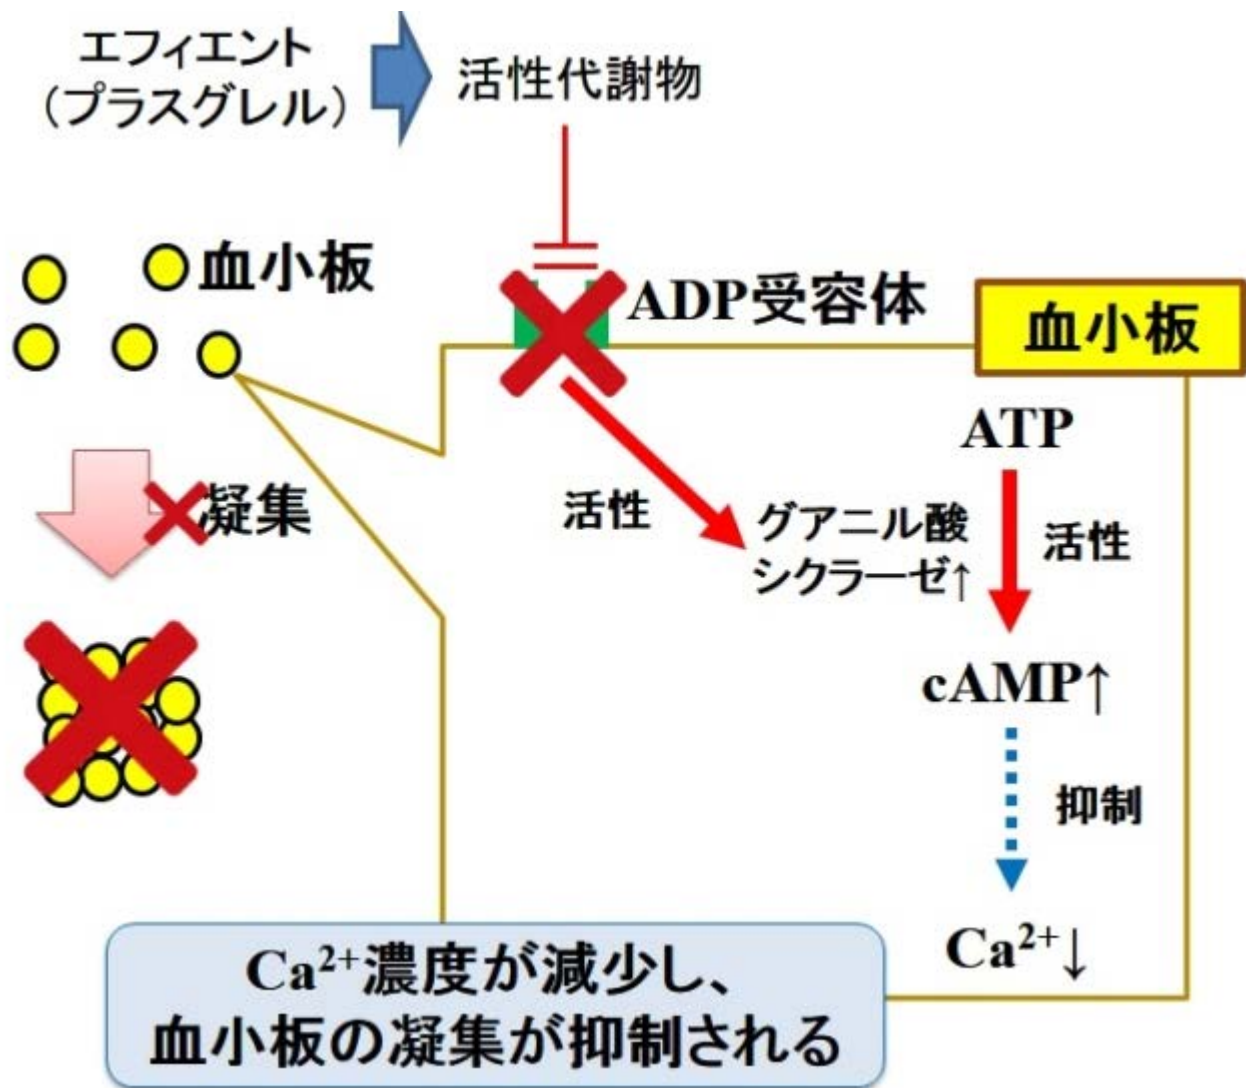 エフィエント
（プラスグレル）
活性代謝物
血小板
ADP受容体
血小板
ATP
凝集
活性
グアニル酸
シクラーゼ↑
活性
cAMP↑
抑制
Ca²⁺↓
Ca²⁺濃度が減少し、
血小板の凝集が抑制される